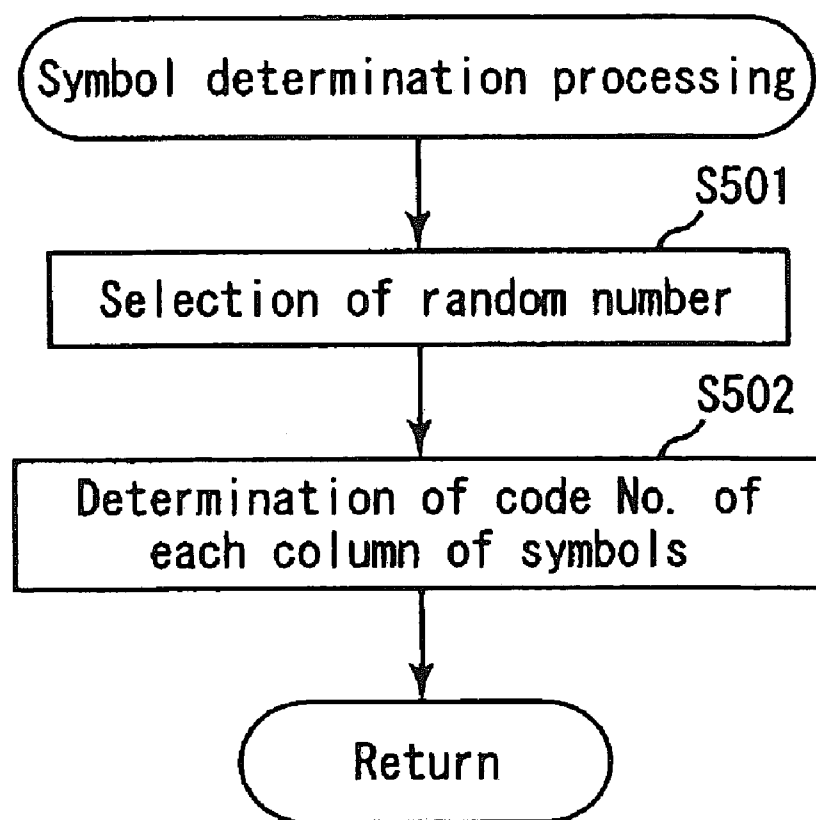 Symbol determination processing
S501
Selection of random number
S502
Determination of code No. of
each column of symbols
Return